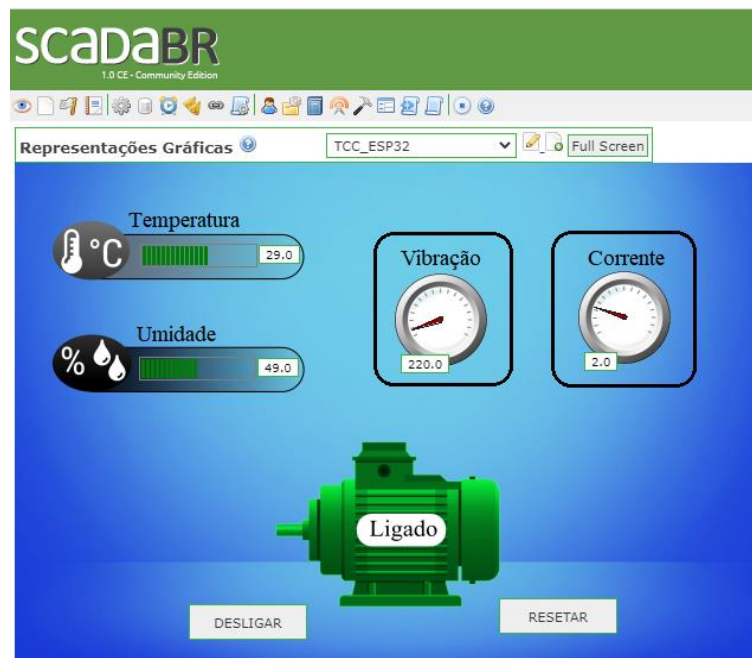 scadaBR
1.0 CE - Community Edition
Representações Gráficas
TCC_ESP32
Full Screen
Temperatura
°C
29.0
Umidade
%
49.0
Vibração
220.0
Corrente
2.0
Ligado
DESLIGAR
RESETAR